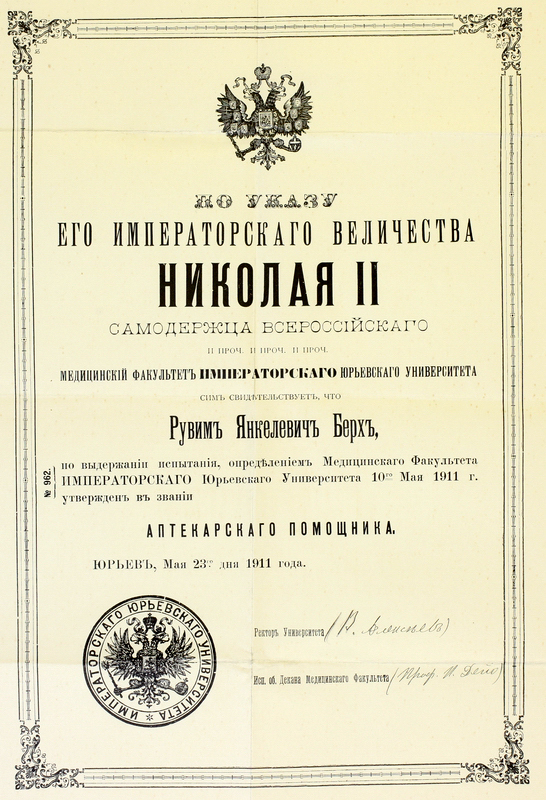 ПО УКАЗУ
ЕГО ИМПЕРАТОРСКАГО ВЕЛИЧЕСТВА
НИКОЛАЯ II
САМОДЕРЖЦА ВСЕРОССІЙСКАГО
И ПРОЧ. И ПРОЧ. И ПРОЧ.
МЕДИЦИНСКІЙ ФАКУЛЬТЕТЪ ИМПЕРАТОРСКАГО ЮРЬЕВСКАГО УНИВЕРСИТЕТА
СИМЪ СВИДѢТЕЛЬСТВУЕТЪ, ЧТО
Рувимъ Янкелевичъ Берхъ,
по выдержаніи испытанія, опредѣленіемъ Медицинскаго Факультета
ИМПЕРАТОРСКАГО Юрьевскаго Университета 10го Мая 1911 г.
утвержденъ въ званіи
№ 962.
АПТЕКАРСКАГО ПОМОЩНИКА.
ЮРЬЕВЪ, Мая 23го дня 1911 года.
ИМПЕРАТОРСКАГО ЮРЬЕВСКАГО УНИВЕРСИТЕТА
Ректоръ Университета (В. Алексѣевъ)
Исп. об. Декана Медицинскаго Факультета (Проф. И.